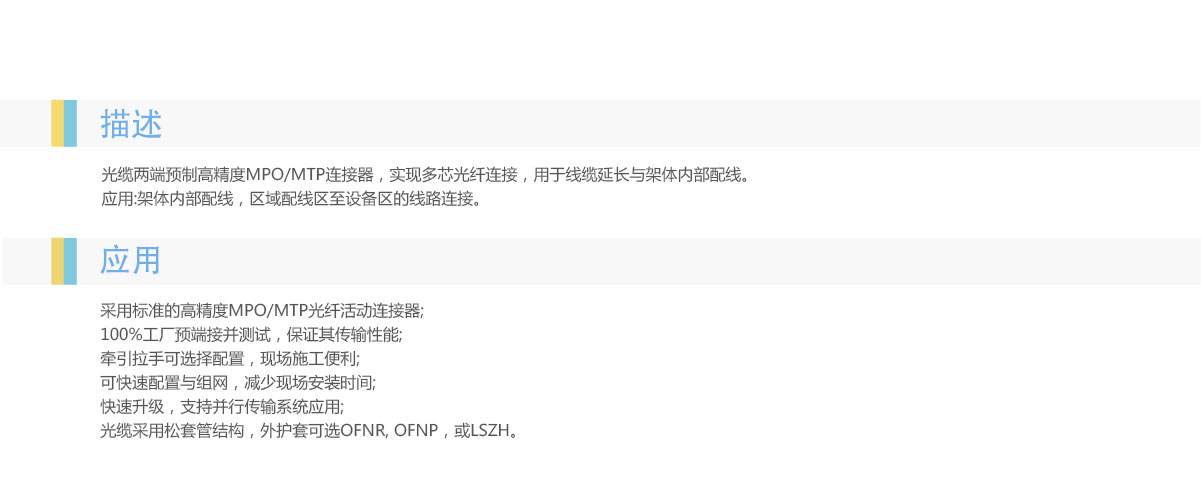 描述
光缆两端预制高精度MPO/MTP连接器，实现多芯光纤连接，用于线缆延长与架体内部配线。
应用:架体内部配线，区域配线区至设备区的线路连接。
应用
采用标准的高精度MPO/MTP光纤活动连接器;
100%工厂预端接并测试，保证其传输性能;
牵引拉手可选择配置，现场施工便利;
可快速配置与组网，减少现场安装时间;
快速升级，支持并行传输系统应用;
光缆采用松套管结构，外护套可选OFNR, OFNP，或LSZH。